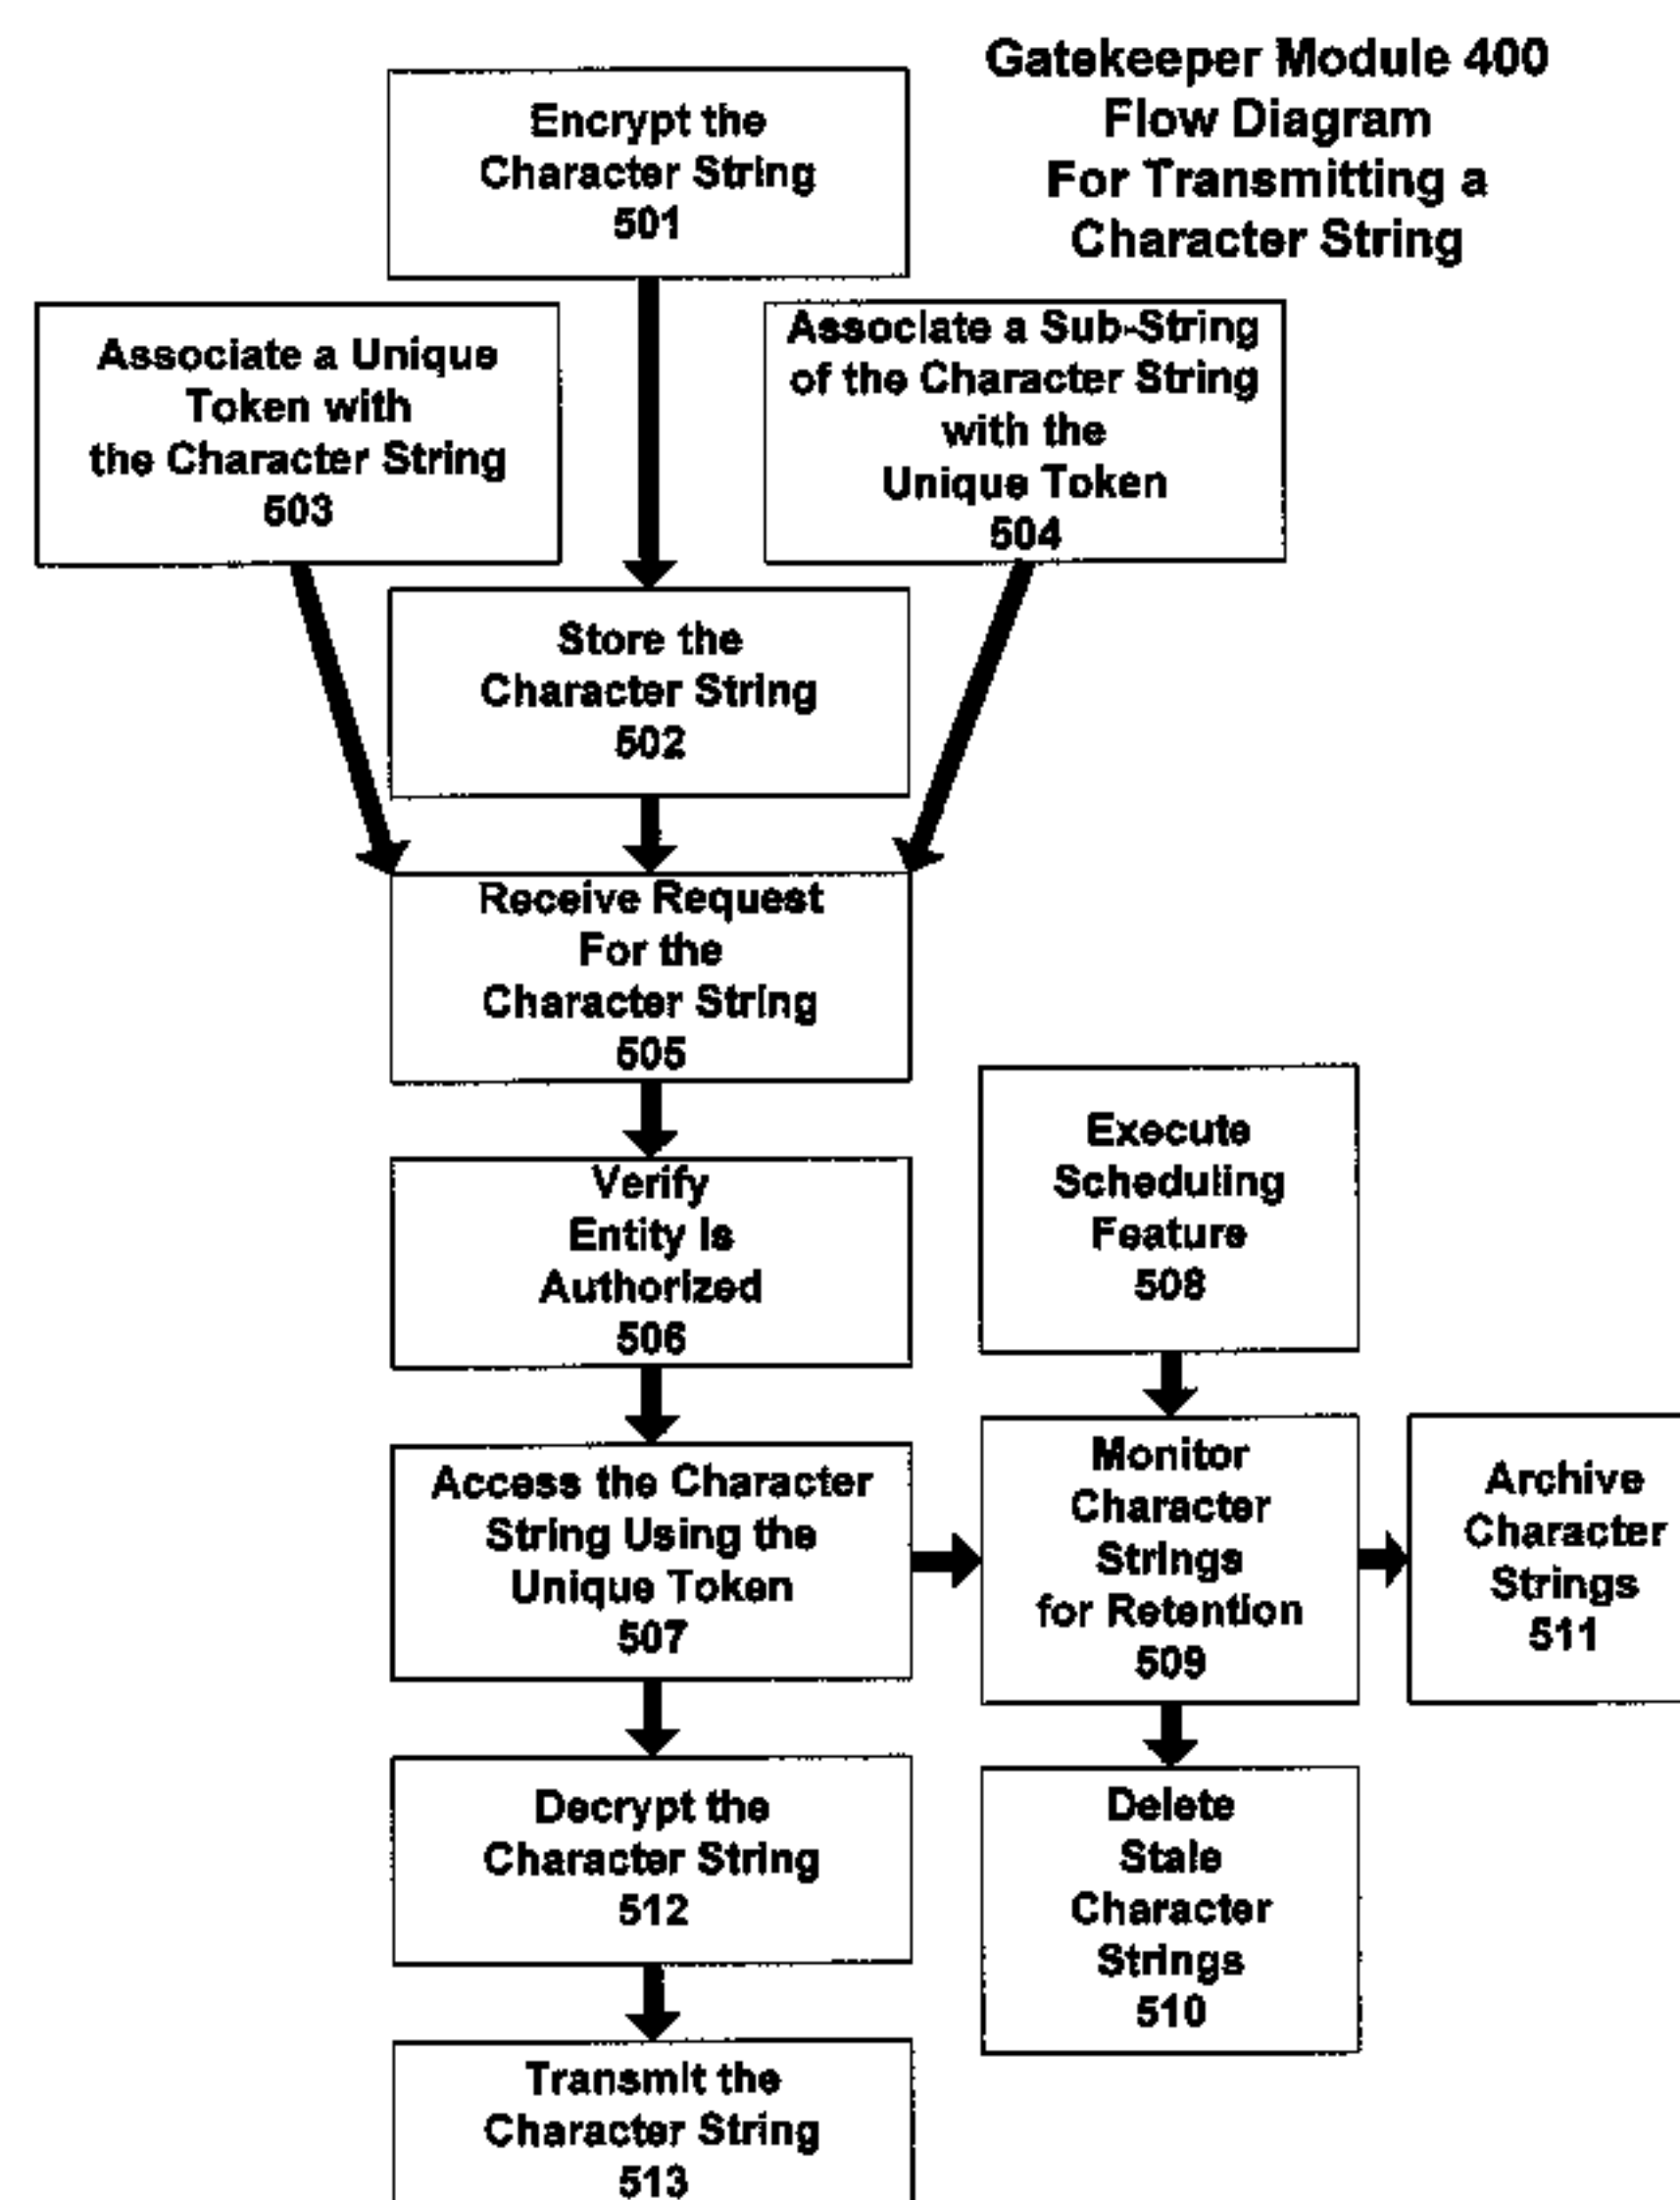 Gatekeeper Module 400
Flow Diagram
For Transmitting a
Character String
Encrypt the
Character String
501
Associate a Unique
Token with
the Character String
503
Associate a Sub-String
of the Character String
with the
Unique Token
504
Store the
Character String
502
Receive Request
For the
Character String
505
Verify
Entity Is
Authorized
506
Execute
Scheduling
Feature
508
Access the Character
String Using the
Unique Token
507
Monitor
Character
Strings
for Retention
509
Archive
Character
Strings
511
Decrypt the
Character String
512
Delete
Stale
Character
Strings
510
Transmit the
Character String
513